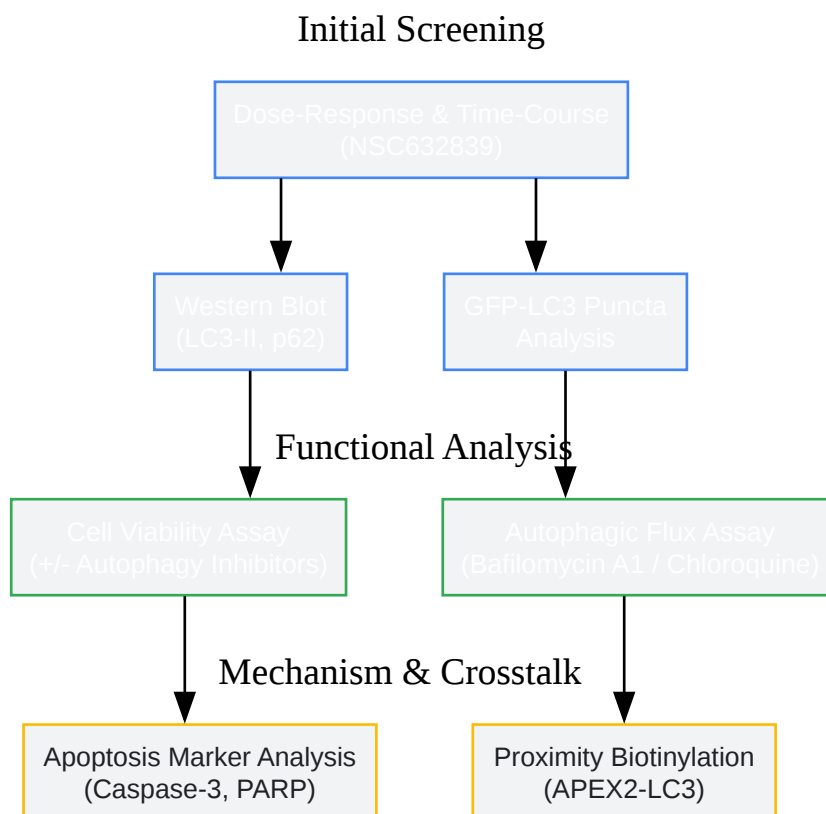 Initial Screening
Dose-Response & Time-Course
(NSC632839)
Western Blot
(LC3-II, p62)
GFP-LC3 Puncta
Analysis
Functional Analysis
Cell Viability Assay
(+/- Autophagy Inhibitors)
Autophagic Flux Assay
(Bafilomycin A1 / Chloroquine)
Mechanism & Crosstalk
Apoptosis Marker Analysis
(Caspase-3, PARP)
Proximity Biotinylation
(APEX2-LC3)